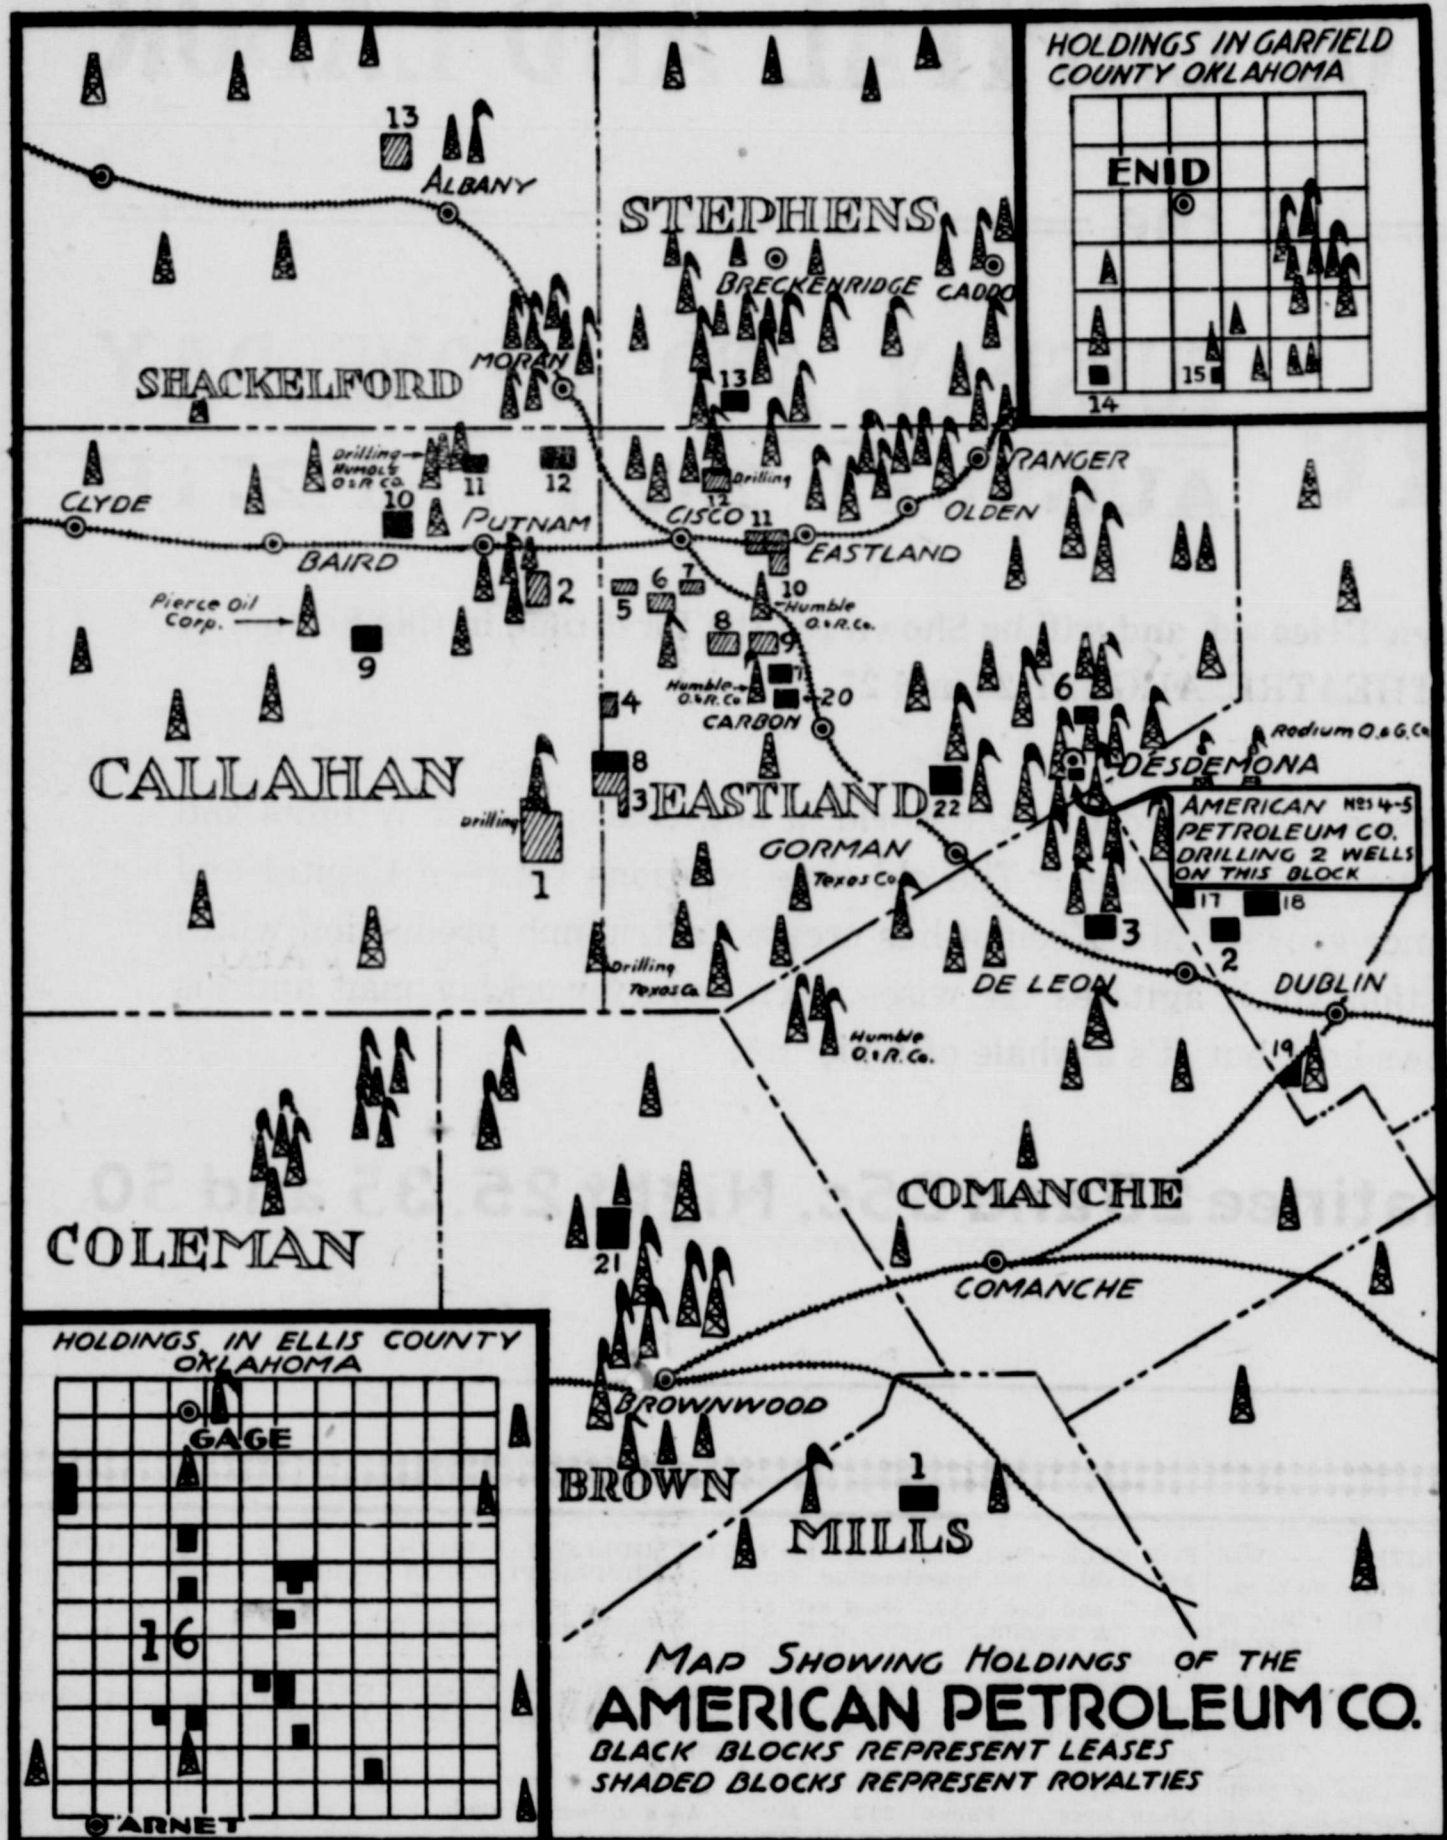 HOLDINGS IN GARFIELD
COUNTY OKLAHOMA
ENID
15
14
13
ALBANY
STEPHENS
BRECKENRIDGE
CADDO
MORAN
SHACKELFORD
13
Drilling
HUMBLE
O.&R. CO.
11
12
12
Drilling
RANGER
CLYDE
10
PUTNAM
CISCO
11
OLDEN
BAIRD
EASTLAND
Pierce Oil
Corp.
2
5
6
7
10
Humble
O.&R. Co.
9
8
9
Humble
O.&R. Co
7
20
4
CARBON
6
Radium O.&G. Co
CALLAHAN
8
3
EASTLAND
22
DESDEMONA
Drilling
AMERICAN Nos 4-5
PETROLEUM CO.
DRILLING 2 WELLS
ON THIS BLOCK
GORMAN
Texas Co.
1
17
18
3
2
Drilling
Texas Co.
DE LEON
DUBLIN
Humble
O.&R. Co.
19
COLEMAN
COMANCHE
21
COMANCHE
HOLDINGS IN ELLIS COUNTY
OKLAHOMA
GAGE
16
ARNET
BROWNWOOD
BROWN
1
MILLS
MAP SHOWING HOLDINGS OF THE
AMERICAN PETROLEUM CO.
BLACK BLOCKS REPRESENT LEASES
SHADED BLOCKS REPRESENT ROYALTIES